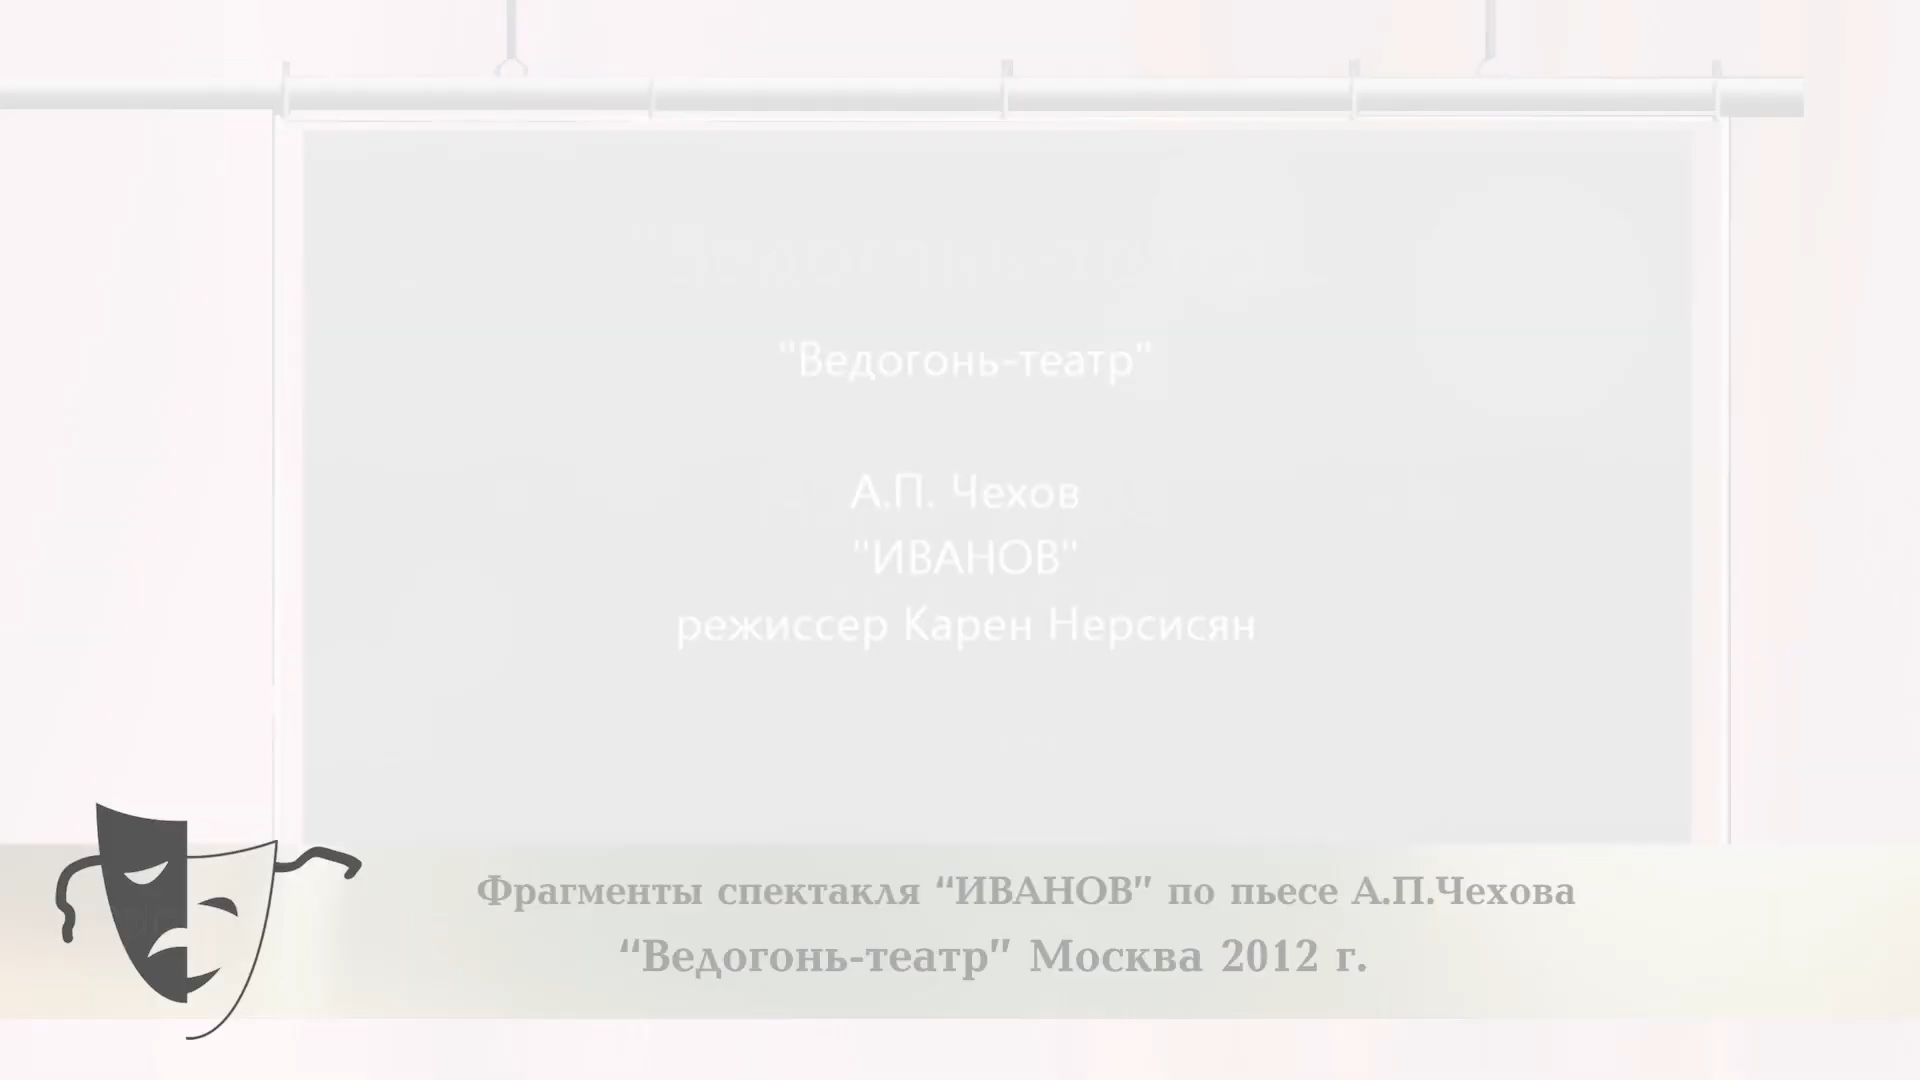 "Ведогонь-театр"
А.П. Чехов
"ИВАНОВ"
режиссер Карен Нерсисян
Фрагменты спектакля “ИВАНОВ” по пьесе А.П.Чехова
“Ведогонь-театр” Москва 2012 г.